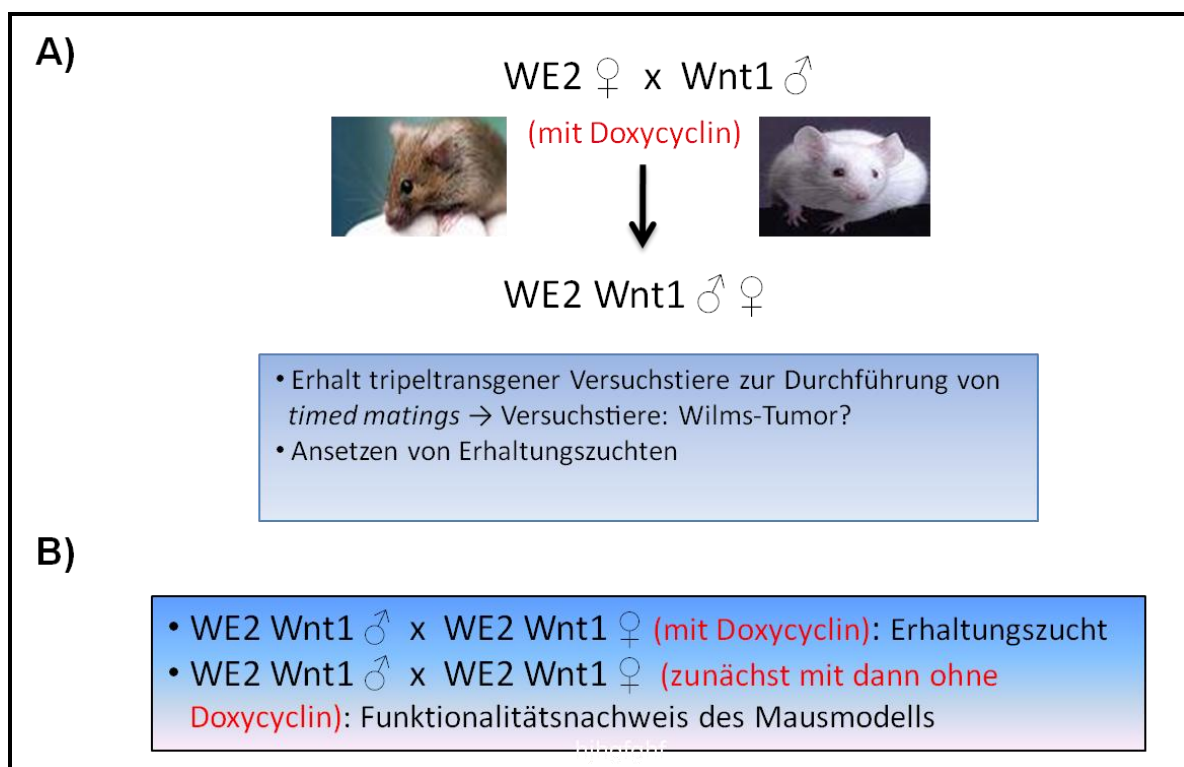 A)
WE2 ♀ x Wnt1 ♂
(mit Doxycyclin)
WE2 Wnt1 ♂ ♀
• Erhalt tripeltransgener Versuchstiere zur Durchführung von
timed matings → Versuchstiere: Wilms-Tumor?
• Ansetzen von Erhaltungszuchten
B)
• WE2 Wnt1 ♂ x WE2 Wnt1 ♀ (mit Doxycyclin): Erhaltungszucht
• WE2 Wnt1 ♂ x WE2 Wnt1 ♀ (zunächst mit dann ohne
Doxycyclin): Funktionalitätsnachweis des Mausmodells